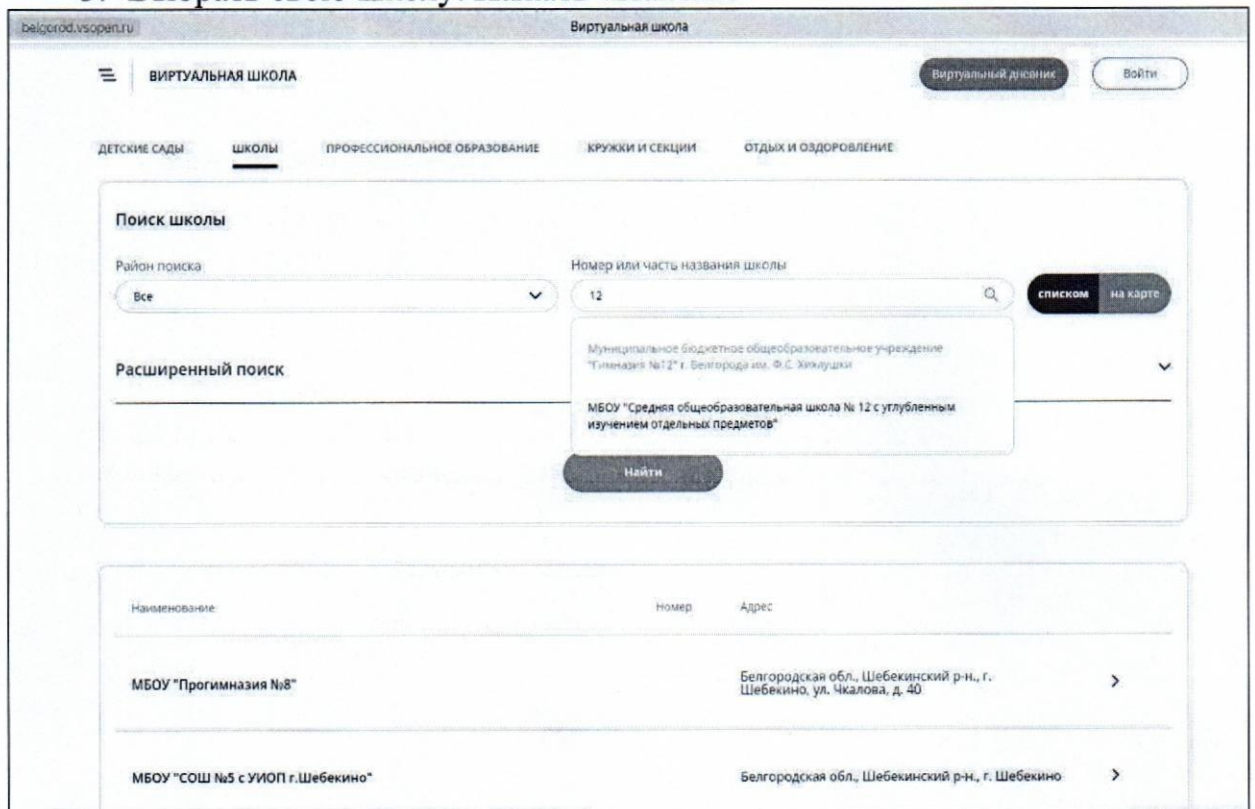 belgorod.vsopen.ru
Виртуальная школа
ВИРТУАЛЬНАЯ ШКОЛА
Виртуальный дневник
Войти
ДЕТСКИЕ САДЫ ШКОЛЫ ПРОФЕССИОНАЛЬНОЕ ОБРАЗОВАНИЕ КРУЖКИ И СЕКЦИИ ОТДЫХ И ОЗДОРОВЛЕНИЕ
Поиск школы
Район поиска
Все
Номер или часть названия школы
12
списком на карте
Муниципальное бюджетное общеобразовательное учреждение
"Гимназия №12" г. Белгорода им. Ф.С.
МБОУ "Средняя общеобразовательная школа № 12 с углубленным
изучением отдельных предметов"
Расширенный поиск
Найти
Наименование Номер Адрес
МБОУ "Прогимназия №8"
Белгородская обл., Шебекинский р-н., г.
Шебекино, ул. Чкалова, д. 40
МБОУ "СОШ №5 с УИОП г.Шебекино"
Белгородская обл., Шебекинский р-н., г. Шебекино